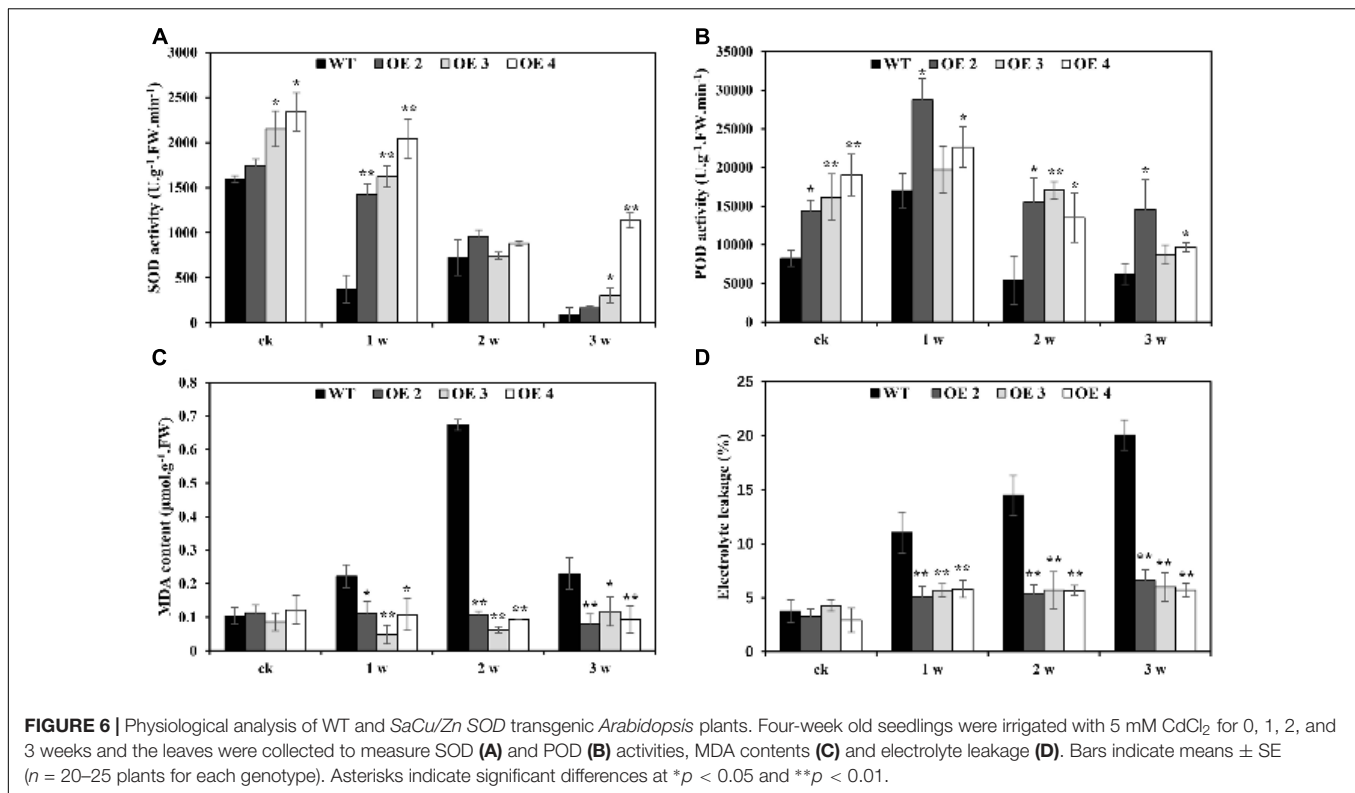 A
3000
2500
2000
1500
1000
500
0
SOD activity (U.g⁻¹.FW.min⁻¹)
WT OE 2 OE 3 OE 4
* *
** ** **
* **
ck 1 w 2 w 3 w
B
35000
30000
25000
20000
15000
10000
5000
0
POD activity (U.g⁻¹.FW.min⁻¹)
WT OE 2 OE 3 OE 4
* ** **
* *
* ** *
* *
ck 1 w 2 w 3 w
C
0.8
0.7
0.6
0.5
0.4
0.3
0.2
0.1
0
MDA content (μmol.g⁻¹.FW)
WT OE 2 OE 3 OE 4
* ** *
** ** **
** * **
ck 1 w 2 w 3 w
D
25
20
15
10
5
0
Electrolyte leakage (%)
WT OE 2 OE 3 OE 4
** ** **
** ** **
** ** **
ck 1 w 2 w 3 w
FIGURE 6 | Physiological analysis of WT and SaCu/Zn SOD transgenic Arabidopsis plants. Four-week old seedlings were irrigated with 5 mM CdCl₂ for 0, 1, 2, and
3 weeks and the leaves were collected to measure SOD (A) and POD (B) activities, MDA contents (C) and electrolyte leakage (D). Bars indicate means ± SE
(n = 20–25 plants for each genotype). Asterisks indicate significant differences at *p < 0.05 and **p < 0.01.